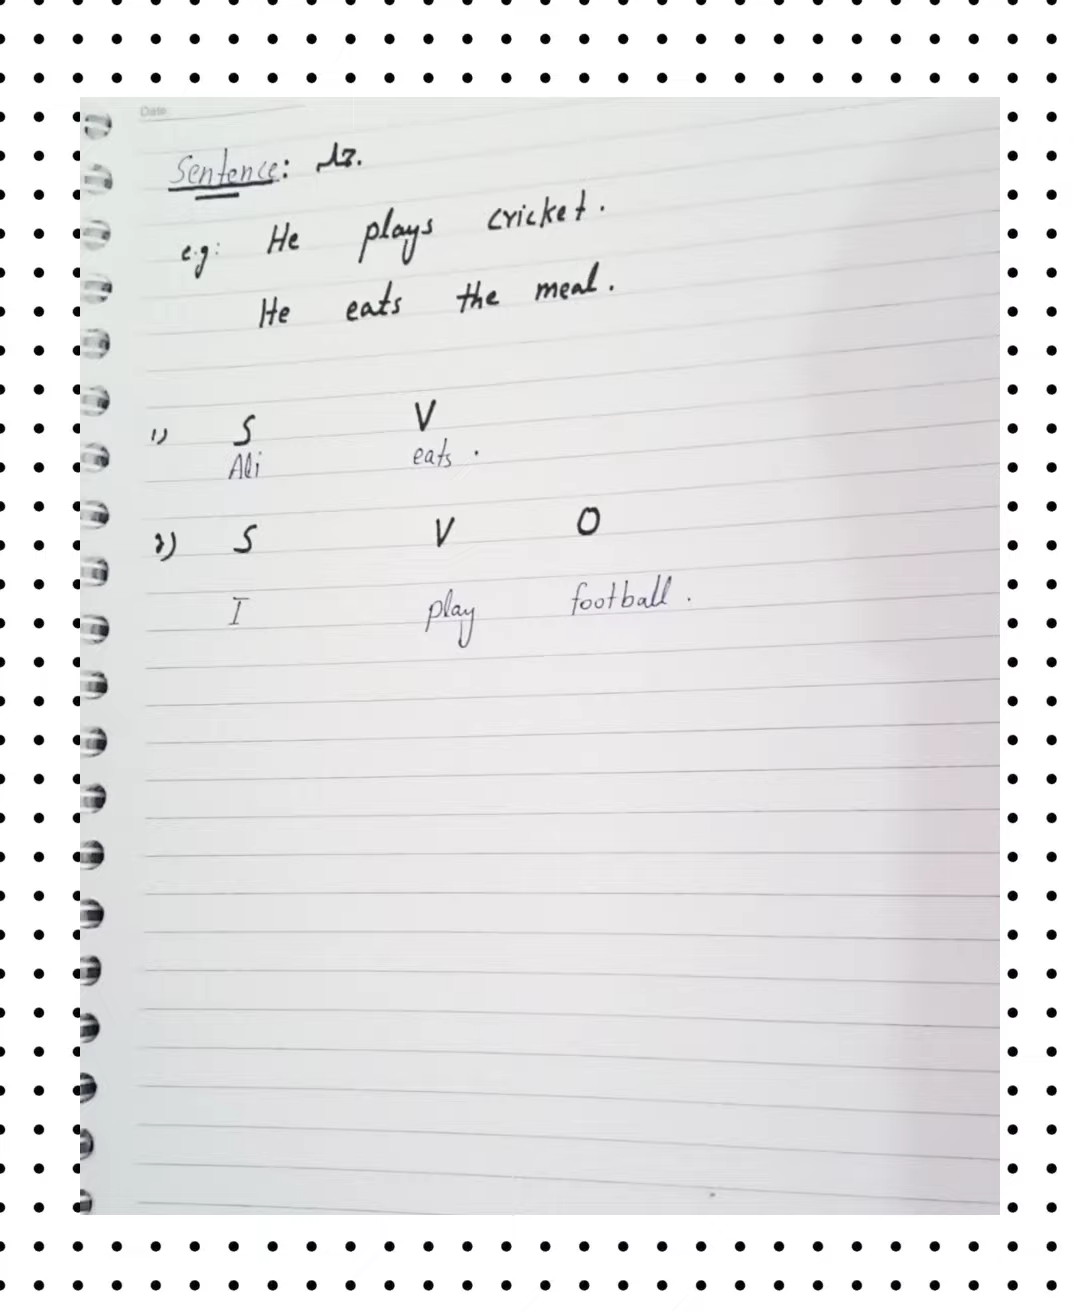 Date
Sentence: جملہ.
e.g: He plays cricket.
He eats the meal.
1) S V
Ali eats.
2) S V O
I play football.